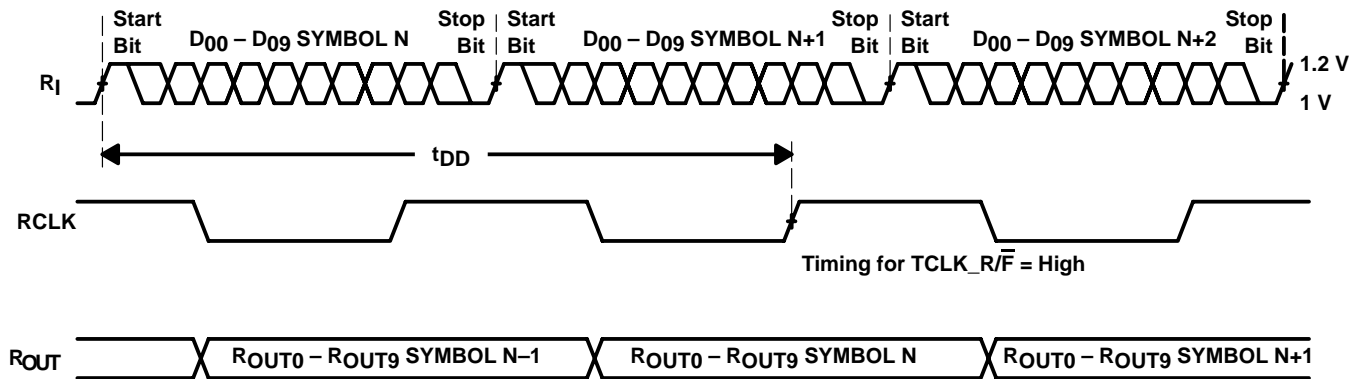 Start Bit
D00 – D09 SYMBOL N
Stop Bit
Start Bit
D00 – D09 SYMBOL N+1
Stop Bit
Start Bit
D00 – D09 SYMBOL N+2
Stop Bit
RI
1.2 V
1 V
tDD
RCLK
Timing for TCLK_R/F̅ = High
ROUT
ROUT0 – ROUT9 SYMBOL N–1
ROUT0 – ROUT9 SYMBOL N
ROUT0 – ROUT9 SYMBOL N+1